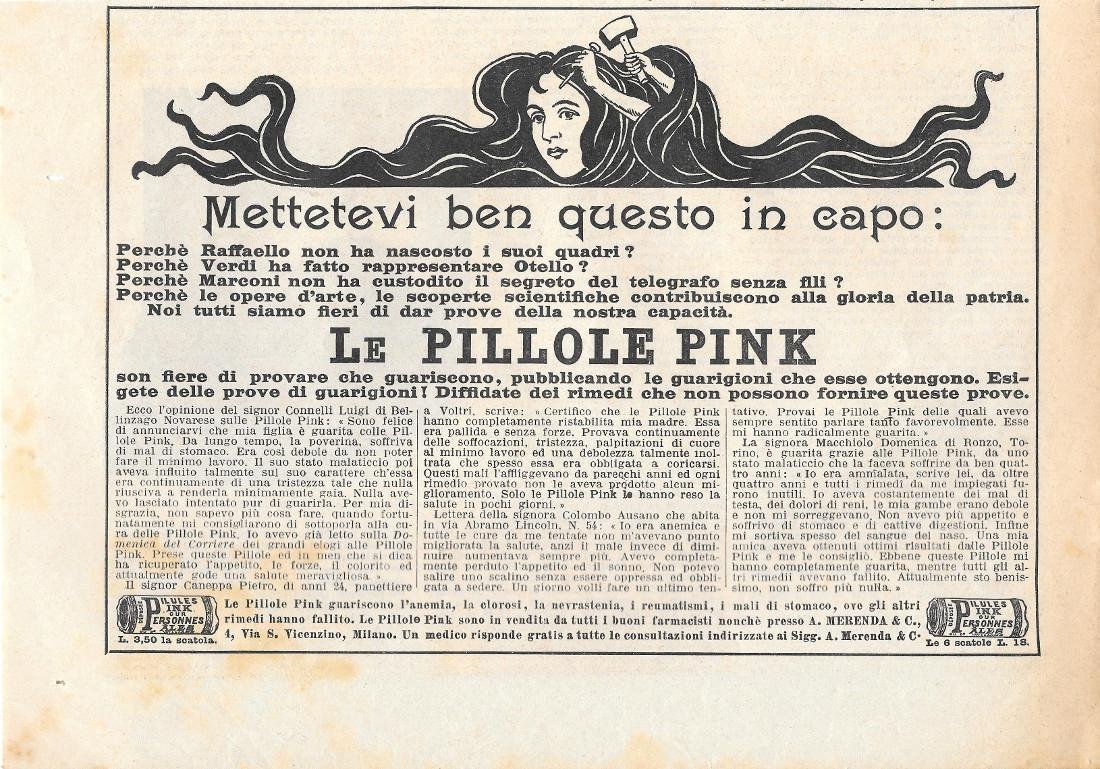 Mettetevi ben questo in capo:
Perchè Raffaello non ha nascosto i suoi quadri?
Perchè Verdi ha fatto rappresentare Otello?
Perchè Marconi non ha custodito il segreto del telegrafo senza fili?
Perchè le opere d'arte, le scoperte scientifiche contribuiscono alla gloria della patria.
Noi tutti siamo fieri di dar prove della nostra capacità.
LE PILLOLE PINK
son fiere di provare che guariscono, pubblicando le guarigioni che esse ottengono. Esi-
gete delle prove di guarigioni! Diffidate dei rimedi che non possono fornire queste prove.
Ecco l'opinione del signor Connelli Luigi di Bel-
linzago Novarese sulle Pillole Pink: « Sono felice
di annunciarvi che mia figlia è guarita colle Pil-
lole Pink. Da lungo tempo, la poverina, soffriva
di mal di stomaco. Era così debole da non poter
fare il minimo lavoro. Il suo stato malaticcio poi
aveva influito talmente sul suo carattere ch'essa
era continuamente di una tristezza tale che nulla
riusciva a renderla minimamente gaia. Nulla ave-
vo lasciato intentato pur di guarirla. Per mia di-
sgrazia, non sapevo più cosa fare, quando fortu-
natamente mi consigliarono di sottoporla alla cu-
ra delle Pillole Pink. Io avevo già letto sulla Do-
menica del Corriere dei grandi elogi alle Pillole
Pink. Prese queste Pillole ed in men che si dica
ha ricuperato l'appetito, le forze, il colorito ed
attualmente gode una salute meravigliosa »
Il signor Caneppa Pietro, di anni 24, panettiere
a Voltri, scrive: « Certifico che le Pillole Pink
hanno completamente ristabilita mia madre. Essa
era pallida e senza forze. Provava continuamente
delle soffocazioni, tristezza, palpitazioni di cuore
al minimo lavoro ed una debolezza talmente inol-
trata che spesso essa era obbligata a coricarsi.
Questi mali l'affliggevano da parecchi anni ed ogni
rimedio provato non le aveva prodotto alcun mi-
glioramento. Solo le Pillole Pink le hanno reso la
salute in pochi giorni. »
Lettera della signora Colombo Ausano che abita
in via Abramo Lincoln, N. 54: « Io ero anemica e
tutte le cure da me tentate non m'avevano punto
migliorata la salute, anzi il male invece di dimi-
nuire aumentava sempre più. Avevo completa-
mente perduto l'appetito ed il sonno. Non potevo
salire uno scalino senza essere oppressa ed obbli-
gata a sedere. Un giorno volli fare un ultimo ten-
tativo. Provai le Pillole Pink delle quali avevo
sempre sentito parlare tanto favorevolmente. Esse
mi hanno radicalmente guarita. »
La signora Macchiolo Domenica di Ronzo, To-
rino, è guarita grazie alle Pillole Pink, da uno
stato malaticcio che la faceva soffrire da ben quat-
tro anni: « Io era ammalata, scrive lei, da oltre
quattro anni e tutti i rimedi da me impiegati fu-
rono inutili. Io aveva costantemente dei mal di
testa, dei dolori di reni, le mia gambe erano debole
e non mi sorreggevano. Non avevo più appetito e
soffrivo di stomaco e di cattive digestioni. Infine
mi sortiva spesso del sangue del naso. Una mia
amica aveva ottenuti ottimi risultati dalle Pillole
Pink e me le consigliò. Ebbene queste Pillole mi
hanno completamente guarita, mentre tutti gli al-
tri rimedii avevano fallito. Attualmente sto benis-
simo, non soffro più nulla. »
PILULES
PINK
POUR
PERSONNES
PALES
L. 3,50 la scatola.
Le Pillole Pink guariscono l'anemia, la clorosi, la nevrastenia, i reumatismi, i mali di stomaco, ove gli altri
rimedi hanno fallito. Le Pillole Pink sono in vendita da tutti i buoni farmacisti nonchè presso A. MERENDA & C.,
4, Via S. Vicenzino, Milano. Un medico risponde gratis a tutte le consultazioni indirizzate ai Sigg. A. Merenda & C.
PILULES
PINK
POUR
PERSONNES
PALES
Le 6 scatole L. 18.